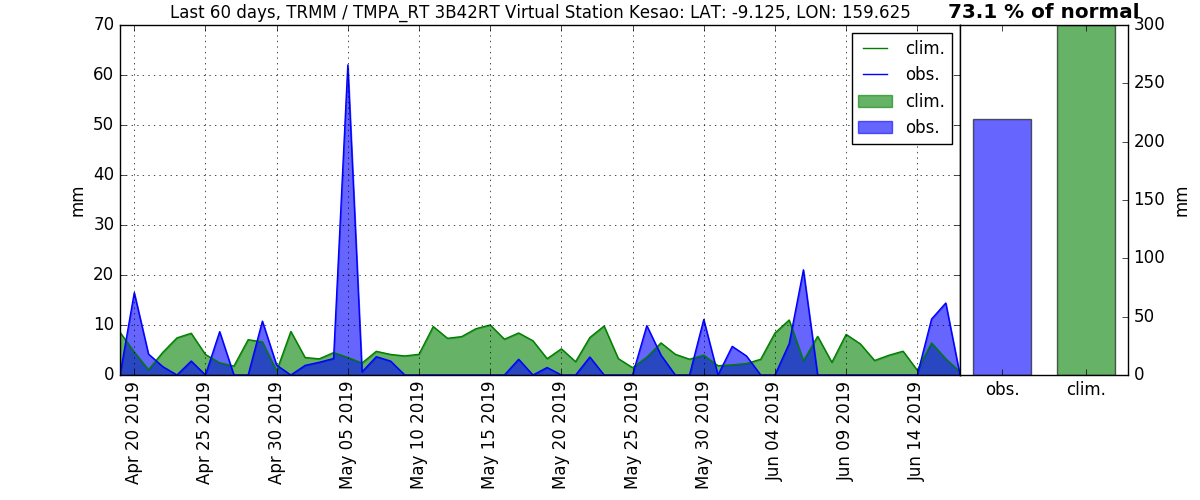 Last 60 days, TRMM / TMPA_RT 3B42RT Virtual Station Kesao: LAT: -9.125, LON: 159.625
73.1 % of normal
70
60
50
40
30
20
10
0
mm
clim.
obs.
clim.
obs.
300
250
200
150
100
50
0
mm
Apr 20 2019
Apr 25 2019
Apr 30 2019
May 05 2019
May 10 2019
May 15 2019
May 20 2019
May 25 2019
May 30 2019
Jun 04 2019
Jun 09 2019
Jun 14 2019
obs.
clim.